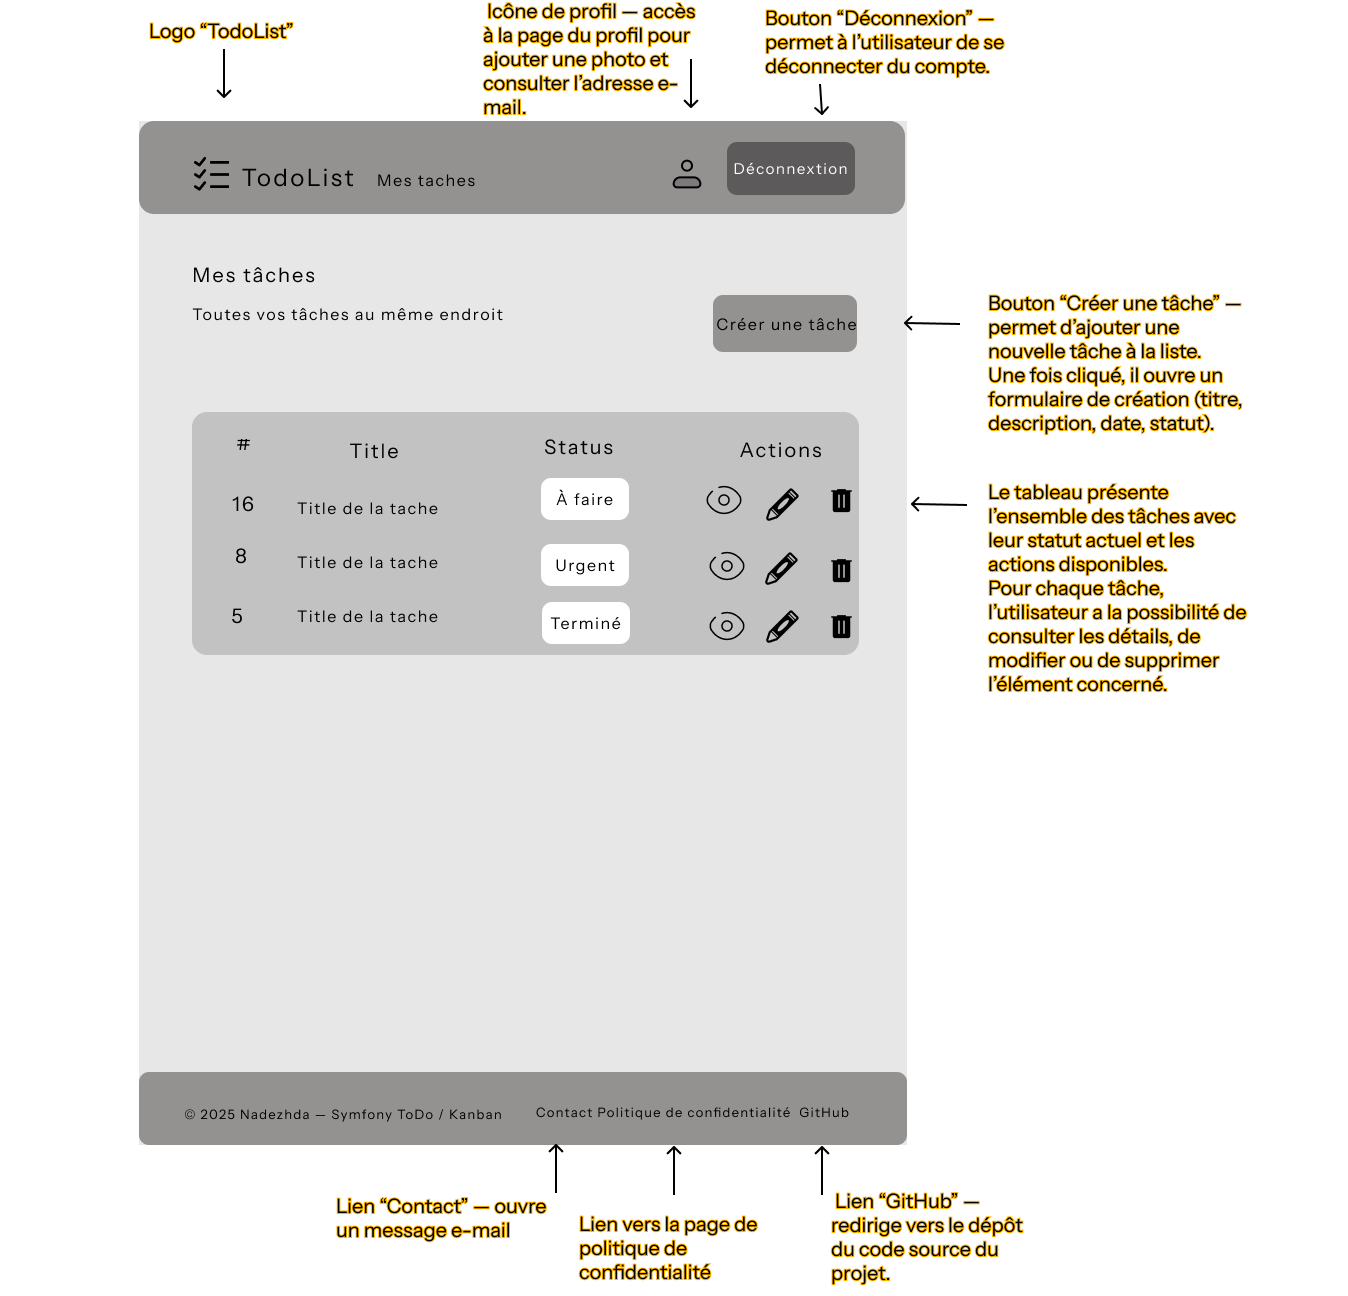 Logo “TodoList”
Icône de profil — accès
à la page du profil pour
ajouter une photo et
consulter l’adresse e-
mail.
Bouton “Déconnexion” —
permet à l’utilisateur de se
déconnecter du compte.
TodoList
Mes taches
Déconnextion
Mes tâches
Toutes vos tâches au même endroit
Créer une tâche
Bouton “Créer une tâche” —
permet d’ajouter une
nouvelle tâche à la liste.
Une fois cliqué, il ouvre un
formulaire de création (titre,
description, date, statut).
# Title Status Actions
16 Title de la tache À faire
8 Title de la tache Urgent
5 Title de la tache Terminé
Le tableau présente
l’ensemble des tâches avec
leur statut actuel et les
actions disponibles.
Pour chaque tâche,
l’utilisateur a la possibilité de
consulter les détails, de
modifier ou de supprimer
l’élément concerné.
© 2025 Nadezhda — Symfony ToDo / Kanban
Contact Politique de confidentialité GitHub
Lien “Contact” — ouvre
un message e-mail
Lien vers la page de
politique de
confidentialité
Lien “GitHub” —
redirige vers le dépôt
du code source du
projet.